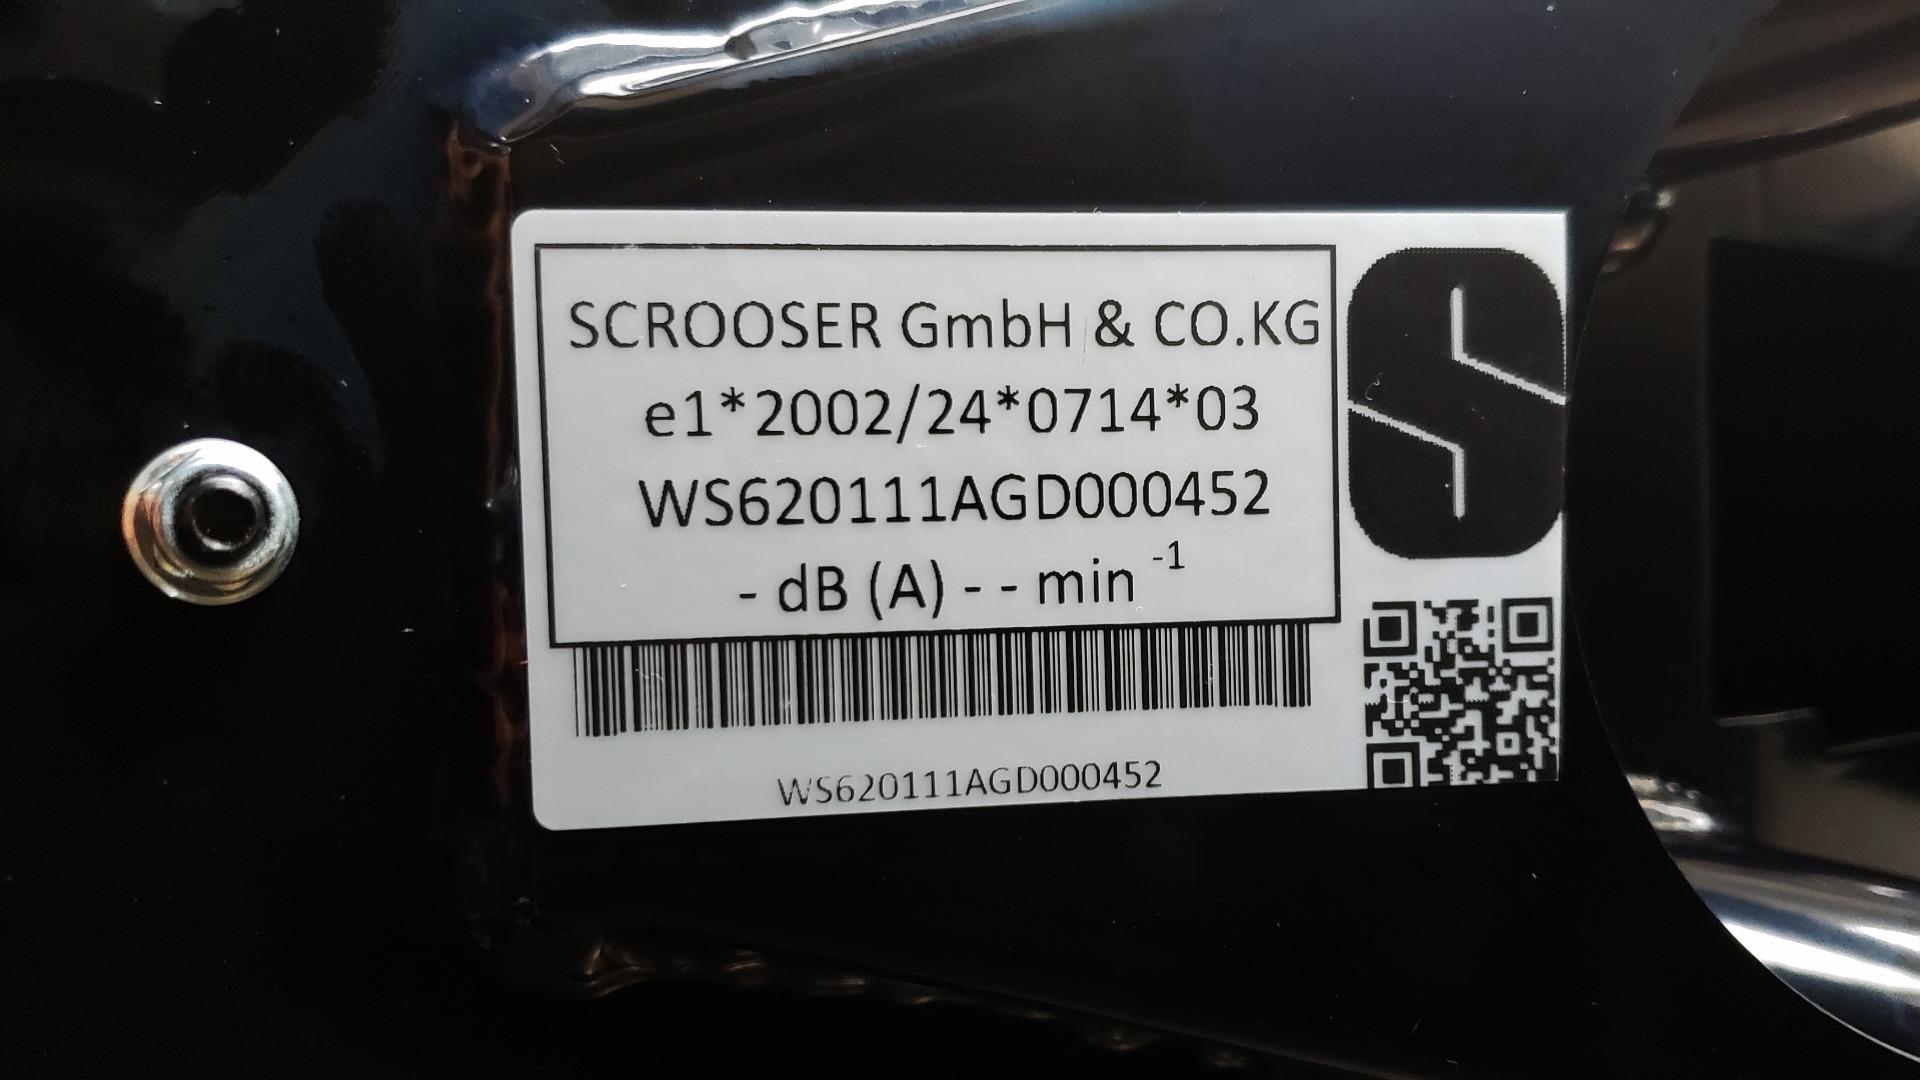 SCROOSER GmbH & CO.KG
e1*2002/24*0714*03
WS620111AGD000452
- dB (A) - - min -1
WS620111AGD000452